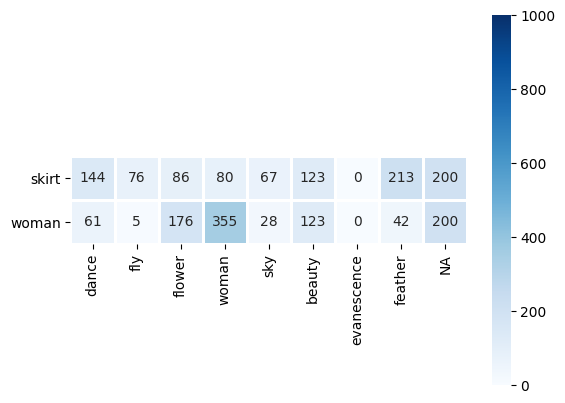 1000
800
600
400
200
0
skirt 144 76 86 80 67 123 0 213 200
woman 61 5 176 355 28 123 0 42 200
dance fly flower woman sky beauty evanescence feather NA